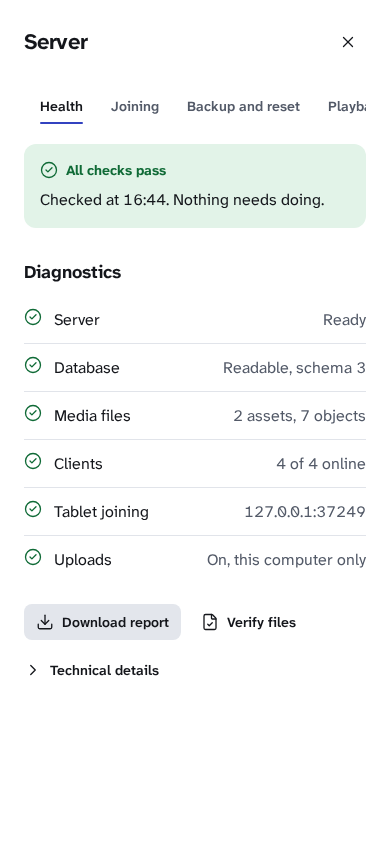 Server
Health Joining Backup and reset Playba
All checks pass
Checked at 16:44. Nothing needs doing.
Diagnostics
Server Ready
Database Readable, schema 3
Media files 2 assets, 7 objects
Clients 4 of 4 online
Tablet joining 127.0.0.1:37249
Uploads On, this computer only
Download report Verify files
Technical details